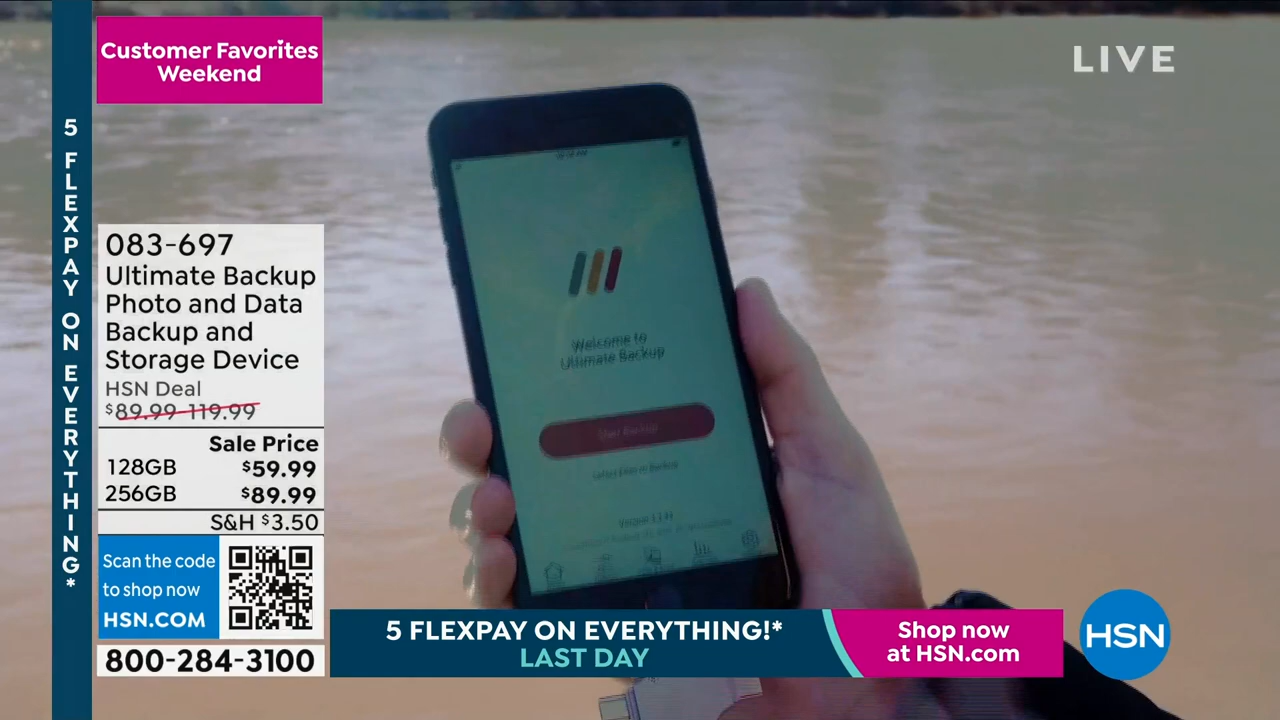 Customer Favorites
Weekend
LIVE
5 FLEXPAY ON EVERYTHING*
083-697
Ultimate Backup
Photo and Data
Backup and
Storage Device
HSN Deal
$89.99-119.99
Sale Price
128GB $59.99
256GB $89.99
S&H $3.50
Scan the code
to shop now
HSN.COM
800-284-3100
Welcome to
Ultimate Backup
Start Backup
5 FLEXPAY ON EVERYTHING!*
LAST DAY
Shop now
at HSN.com
HSN